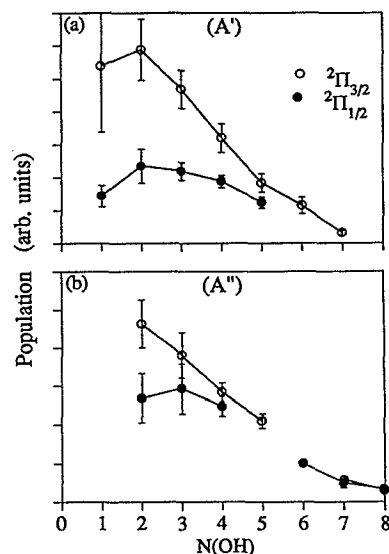 (a)
(A')
²Π₃/₂
²Π₁/₂
Population (arb. units)
(b)
(A")
0 1 2 3 4 5 6 7 8
N(OH)